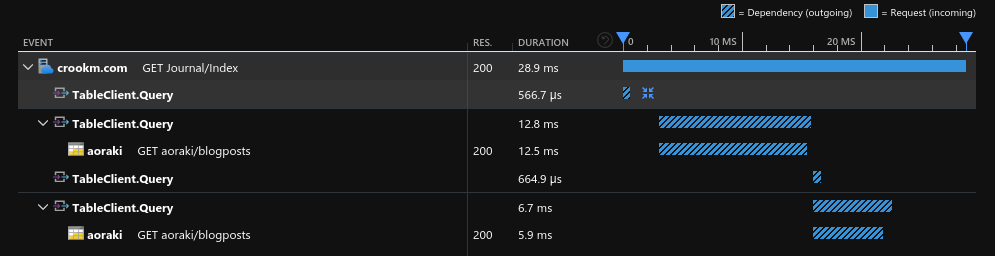 = Dependency (outgoing) = Request (incoming)
EVENT RES. DURATION 0 10 MS 20 MS
crookm.com GET Journal/Index 200 28.9 ms
TableClient.Query 566.7 µs
TableClient.Query 12.8 ms
aoraki GET aoraki/blogposts 200 12.5 ms
TableClient.Query 664.9 µs
TableClient.Query 6.7 ms
aoraki GET aoraki/blogposts 200 5.9 ms